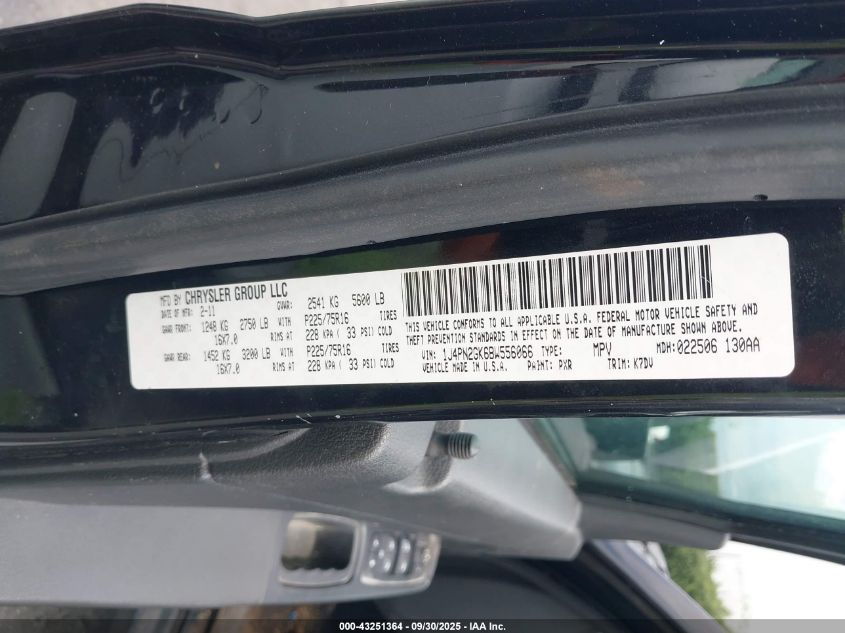 MFD BY CHRYSLER GROUP LLC
DATE OF MFR: 2-11 GVWR: 2541 KG 5600 LB
GAWR FRONT: 1248 KG 2750 LB WITH P225/75R16 TIRES
16X7.0 RIMS AT 228 KPA ( 33 PSI) COLD
GAWR REAR: 1452 KG 3200 LB WITH P225/75R16 TIRES
16X7.0 RIMS AT 228 KPA ( 33 PSI) COLD
THIS VEHICLE CONFORMS TO ALL APPLICABLE U.S.A. FEDERAL MOTOR VEHICLE SAFETY AND
THEFT PREVENTION STANDARDS IN EFFECT ON THE DATE OF MANUFACTURE SHOWN ABOVE.
VIN: 1J4PN2GK6BW556066 TYPE: MPV MDH: 022506 130AA
VEHICLE MADE IN U.S.A. PAINT: PXR TRIM: K7DV
000-43251364 - 09/30/2025 - IAA Inc.